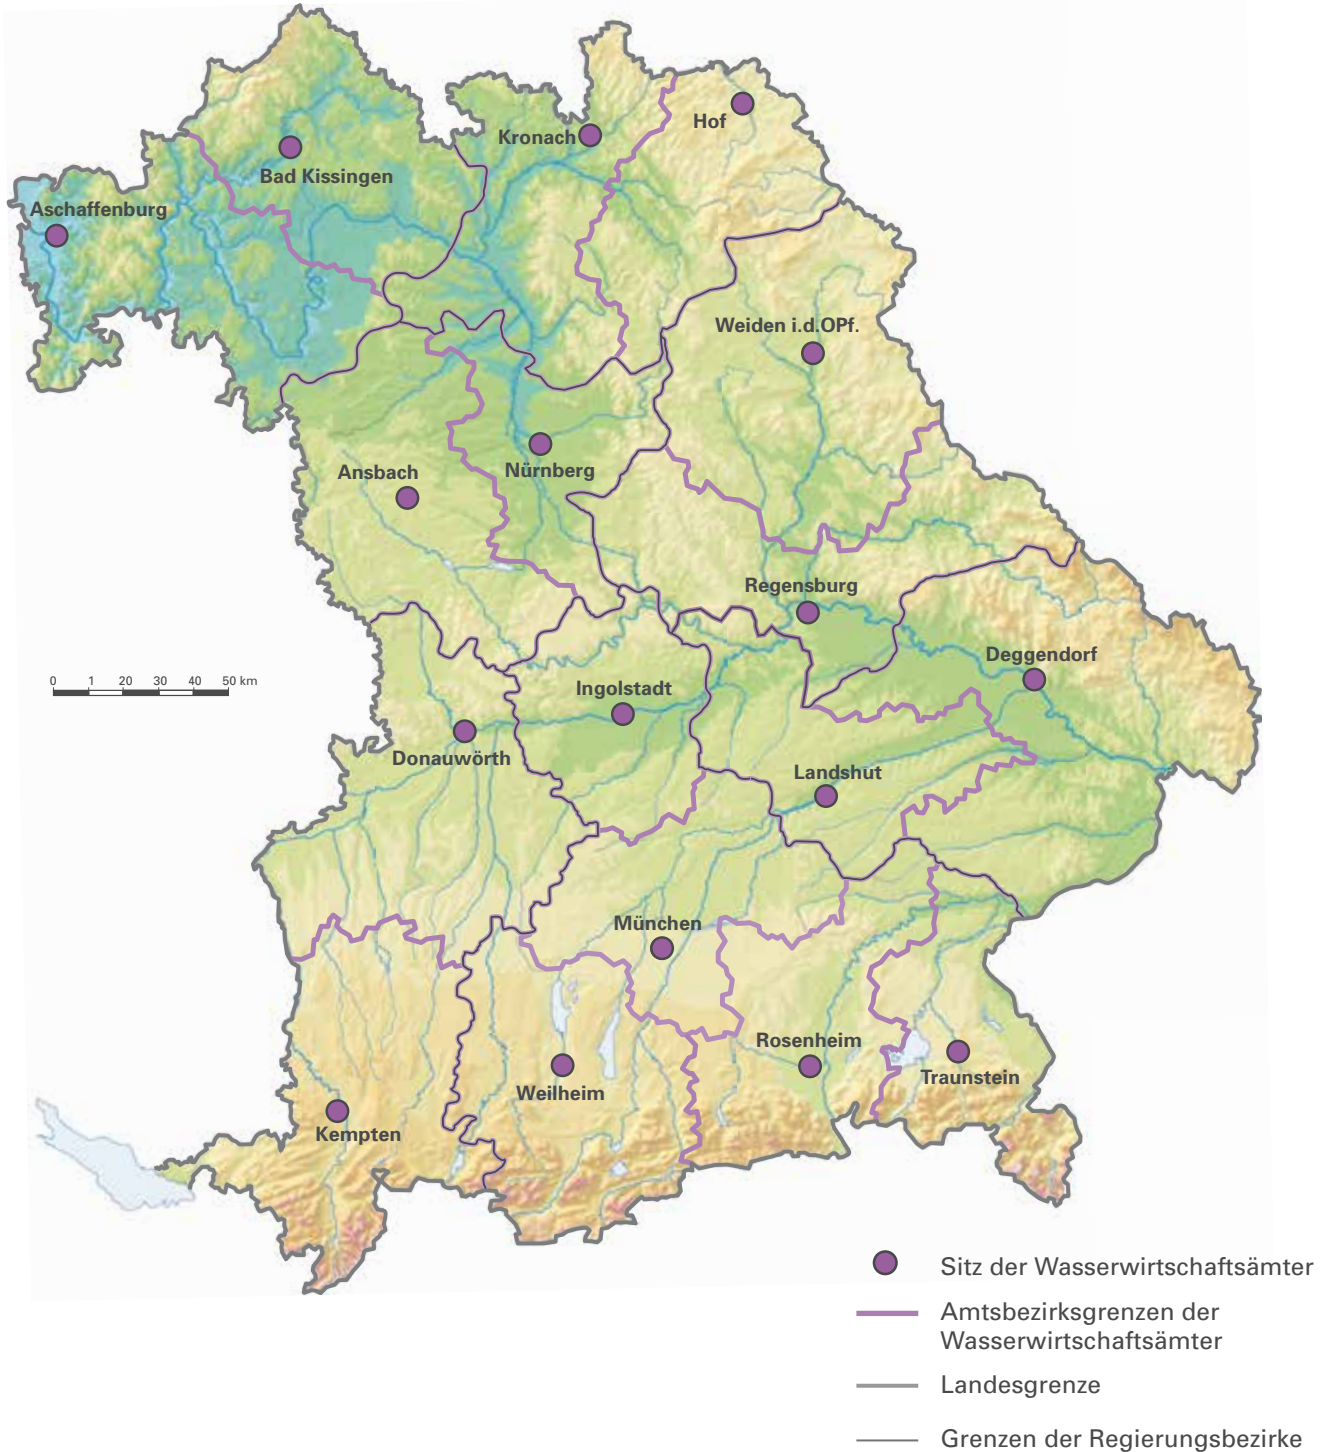 Hof
Kronach
Bad Kissingen
Aschaffenburg
Weiden i.d.OPf.
Ansbach
Nürnberg
Regensburg
Deggendorf
0 1 20 30 40 50 km
Ingolstadt
Donauwörth
Landshut
München
Rosenheim
Traunstein
Weilheim
Kempten
Sitz der Wasserwirtschaftsämter
Amtsbezirksgrenzen der
Wasserwirtschaftsämter
Landesgrenze
Grenzen der Regierungsbezirke